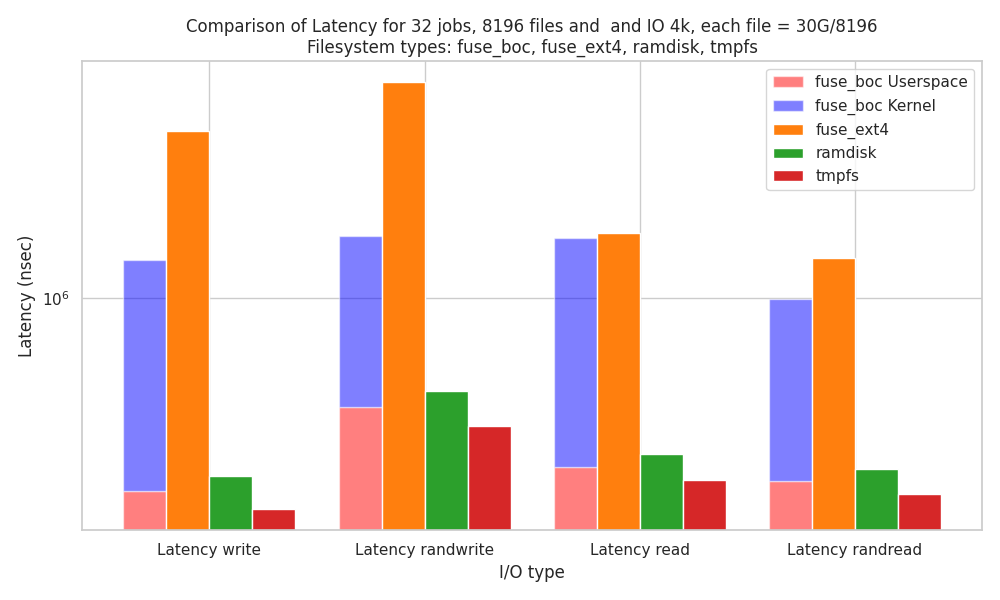 Comparison of Latency for 32 jobs, 8196 files and  and IO 4k, each file = 30G/8196
Filesystem types: fuse_boc, fuse_ext4, ramdisk, tmpfs
fuse_boc Userspace
fuse_boc Kernel
fuse_ext4
ramdisk
tmpfs
Latency (nsec)
10⁶
Latency write
Latency randwrite
Latency read
Latency randread
I/O type